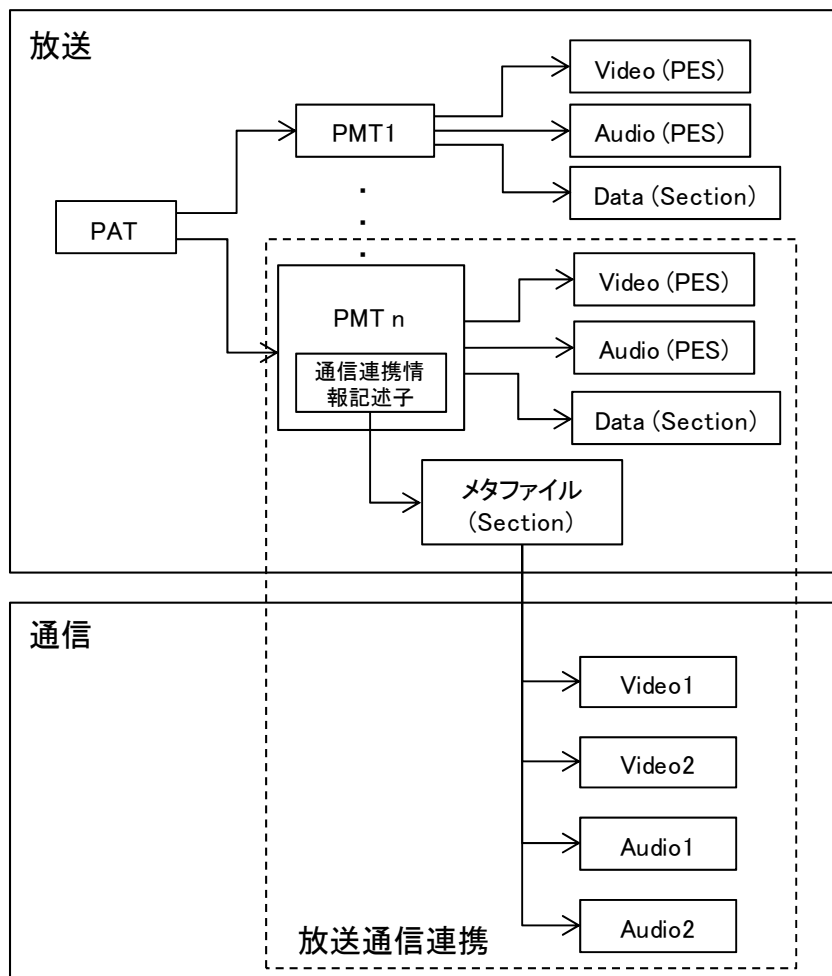 放送
Video (PES)
PMT1
Audio (PES)
Data (Section)
PAT
Video (PES)
PMT n
Audio (PES)
通信連携情
報記述子
Data (Section)
メタファイル
(Section)
通信
Video1
Video2
Audio1
Audio2
放送通信連携